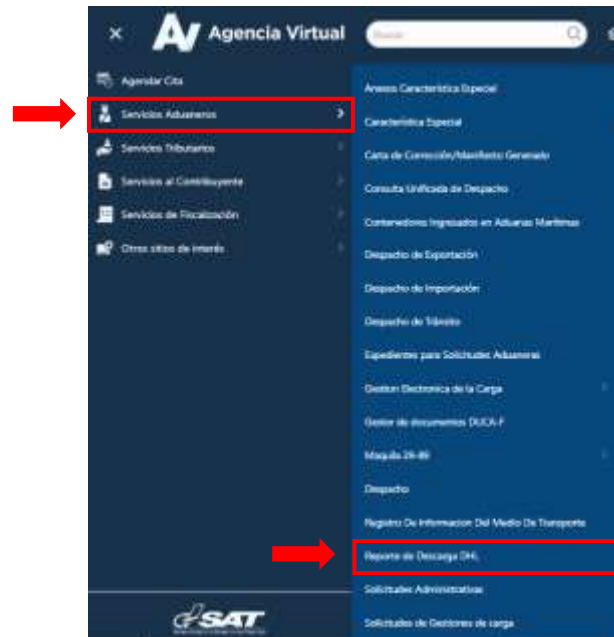 × AV Agencia Virtual
Buscar
Agendar Cita
Servicios Aduaneros
Servicios Tributarios
Servicios al Contribuyente
Servicios de Fiscalización
Otros sitios de interés
Anexos Característica Especial
Característica Especial
Carta de Corrección/Manifiesto Generado
Consulta Unificada de Despacho
Contenedores Ingresados en Aduanas Marítimas
Despacho de Exportación
Despacho de Importación
Despacho de Tránsito
Expedientes para Solicitudes Aduaneras
Gestion Electronica de la Carga
Gestor de documentos DUCA-F
Maquila 29-89
Despacho
Registro De Informacion Del Medio De Transporte
Reporte de Descarga DHL
Solicitudes Administrativas
Solicitudes de Gestores de carga
SAT